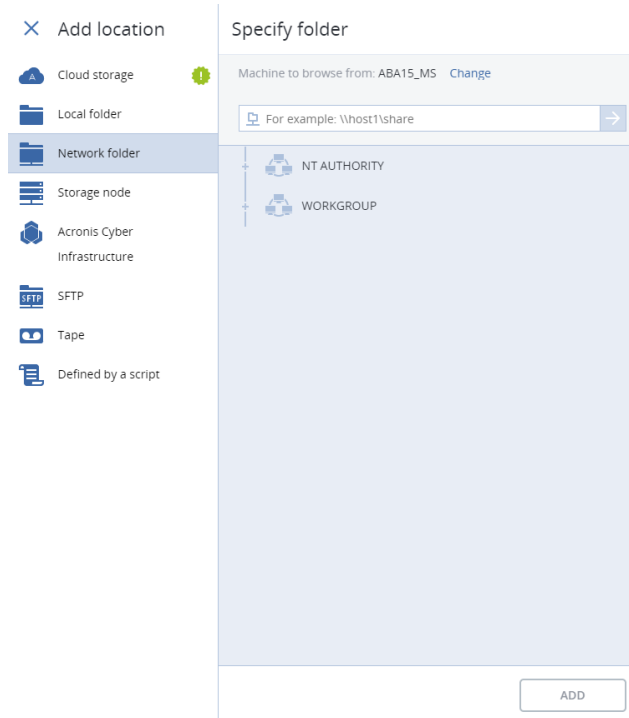 Add location
Cloud storage
Local folder
Network folder
Storage node
Acronis Cyber
Infrastructure
SFTP
SFTP
Tape
Defined by a script
Specify folder
Machine to browse from: ABA15_MS Change
For example: \\host1\share
NT AUTHORITY
WORKGROUP
ADD